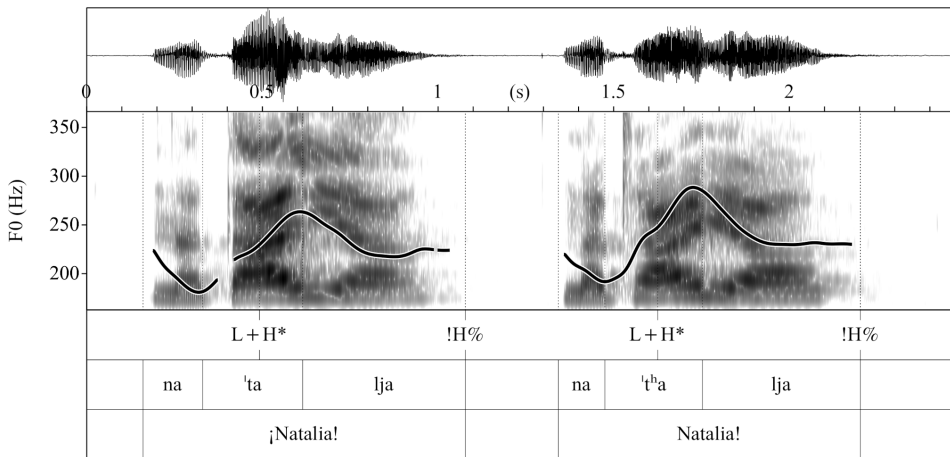 0 0.5 1 (s) 1.5 2
350
300
250
200
F0 (Hz)
L+H* !H% L+H* !H%
na ˈta lja na ˈtʰa lja
¡Natalia! Natalia!